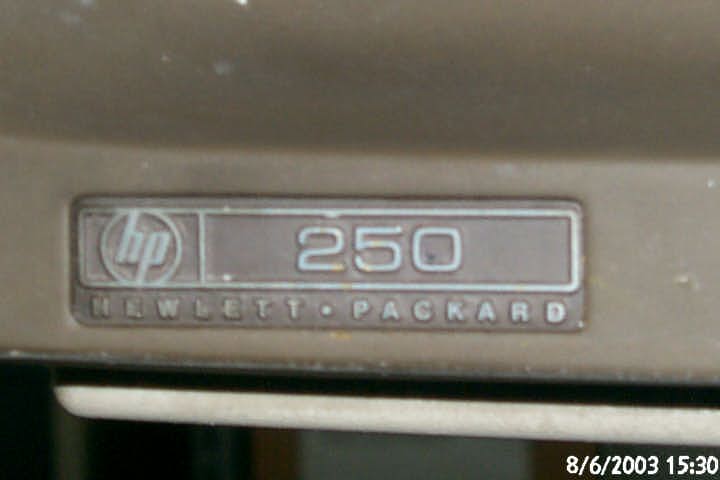 hp 250
HEWLETT • PACKARD
8/6/2003 15:30